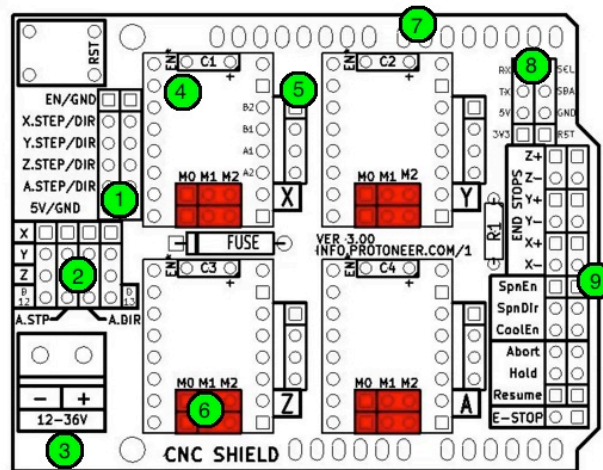 RST
EN/GND
X.STEP/DIR
Y.STEP/DIR
Z.STEP/DIR
A.STEP/DIR
5V/GND
1
X
Y
Z
D
12
D
13
2
A.STP
A.DIR
- +
12-36V
3
EN*
C1
+
4
B2
B1
A1
A2
5
M0 M1 M2
X
EN*
C2
+
7
M0 M1 M2
Y
FUSE
VER 3.00
INFO.PROTONEER.COM/1
R1
EN*
C3
+
M0 M1 M2
6
Z
EN*
C4
+
M0 M1 M2
A
CNC SHIELD
8
RX SCL
TX SDA
5V GND
3V3 RST
END STOPS
Z+
Z-
Y+
Y-
X+
X-
9
SpnEn
SpnDir
CoolEn
Abort
Hold
Resume
E-STOP